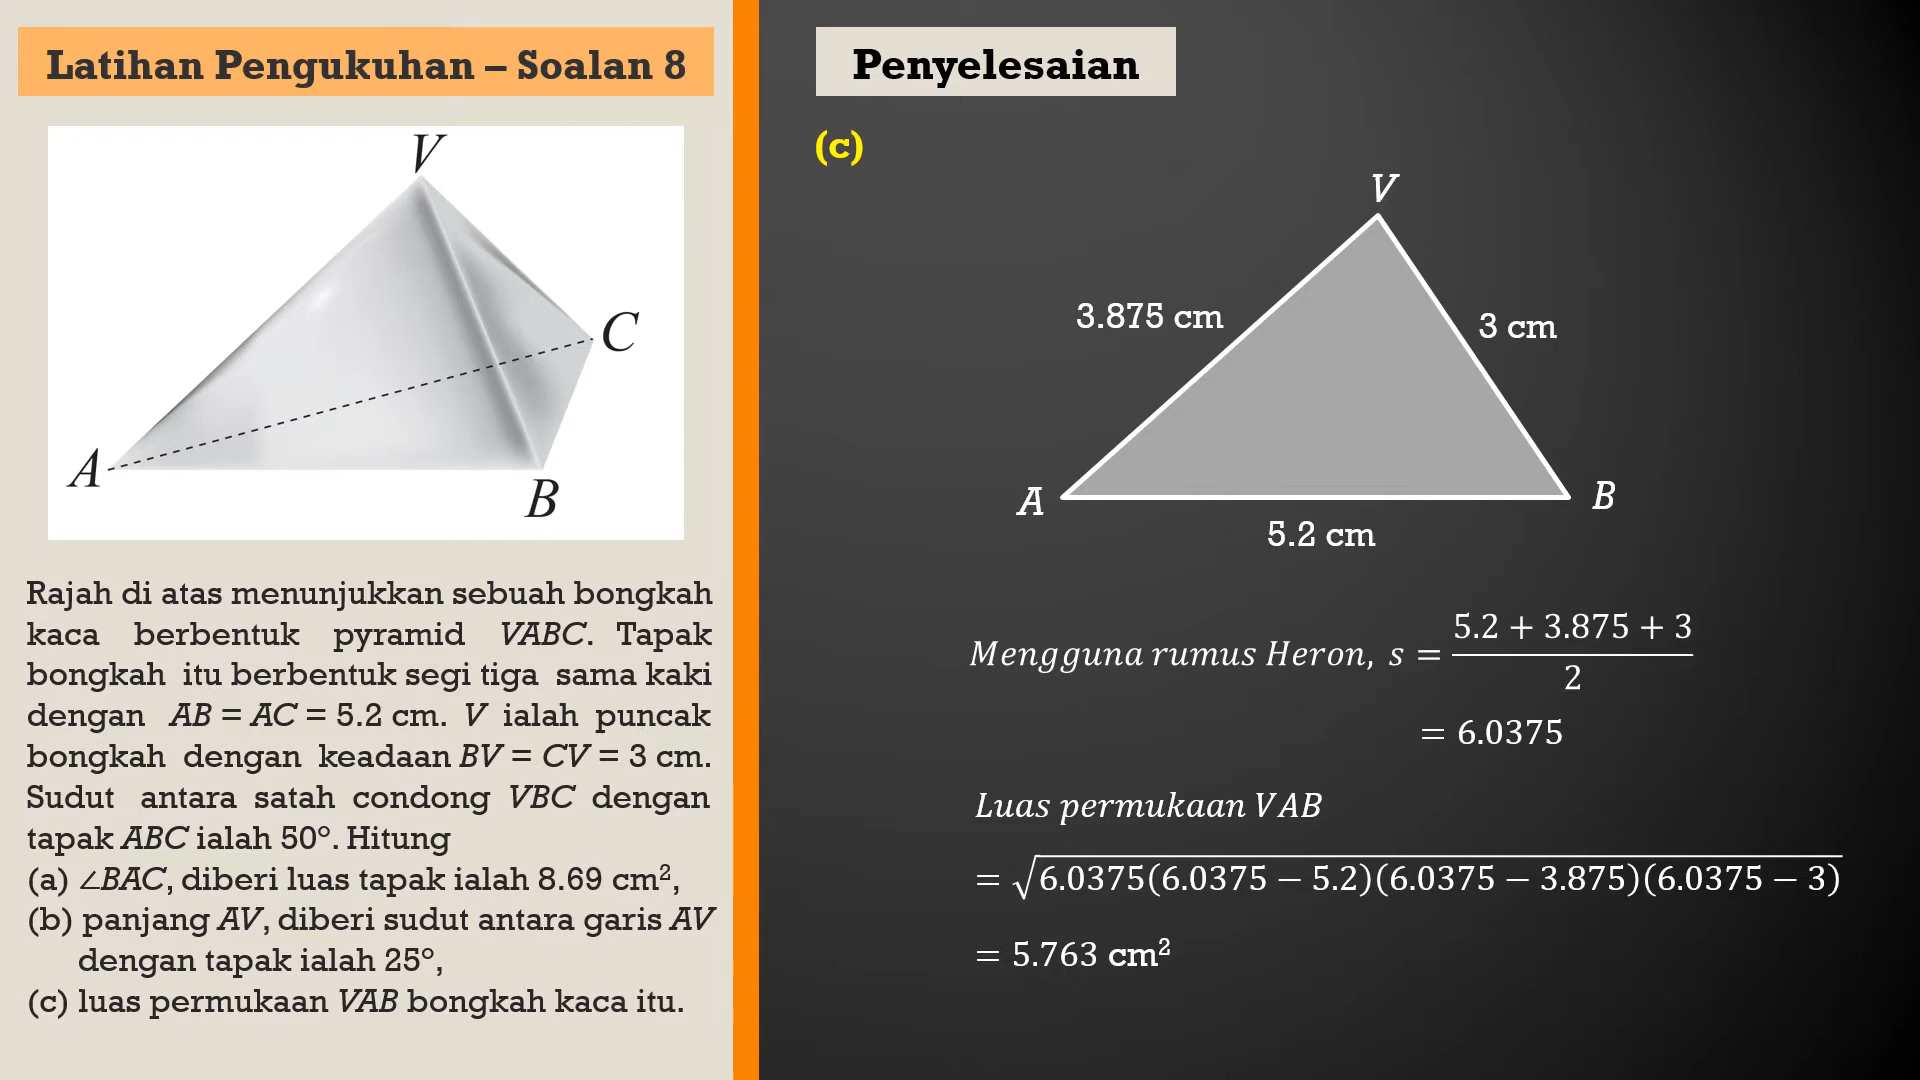 Latihan Pengukuhan – Soalan 8
V
C
A
B
Rajah di atas menunjukkan sebuah bongkah
kaca berbentuk pyramid VABC. Tapak
bongkah itu berbentuk segi tiga sama kaki
dengan AB = AC = 5.2 cm. V ialah puncak
bongkah dengan keadaan BV = CV = 3 cm.
Sudut antara satah condong VBC dengan
tapak ABC ialah 50°. Hitung
(a) ∠BAC, diberi luas tapak ialah 8.69 cm²,
(b) panjang AV, diberi sudut antara garis AV
dengan tapak ialah 25°,
(c) luas permukaan VAB bongkah kaca itu.
Penyelesaian
(c)
V
3.875 cm
3 cm
A
B
5.2 cm
Mengguna rumus Heron, s = (5.2 + 3.875 + 3)/2
= 6.0375
Luas permukaan VAB
= √(6.0375(6.0375 − 5.2)(6.0375 − 3.875)(6.0375 − 3))
= 5.763 cm²